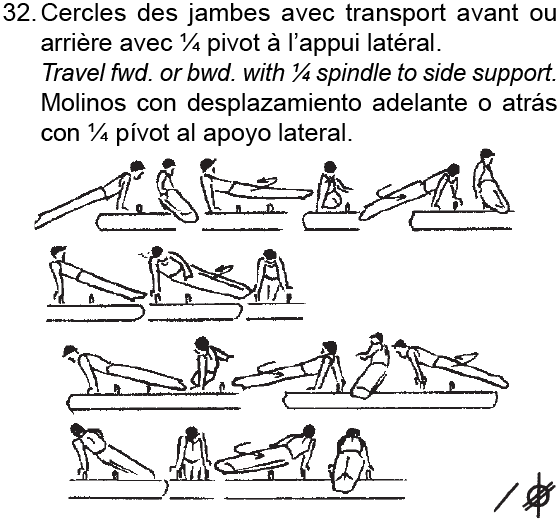 32. Cercles des jambes avec transport avant ou
arrière avec ¼ pivot à l’appui latéral.
Travel fwd. or bwd. with ¼ spindle to side support.
Molinos con desplazamiento adelante o atrás
con ¼ pívot al apoyo lateral.